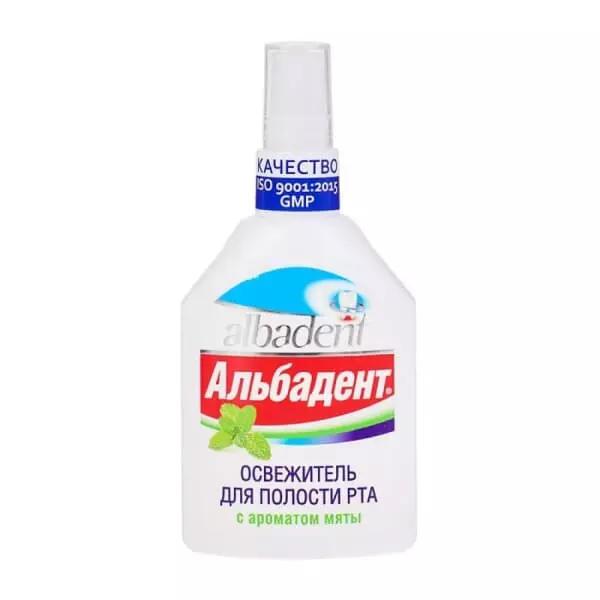 КАЧЕСТВО
ISO 9001:2015
GMP
albadent
Альбадент®
ОСВЕЖИТЕЛЬ
ДЛЯ ПОЛОСТИ РТА
с ароматом мяты